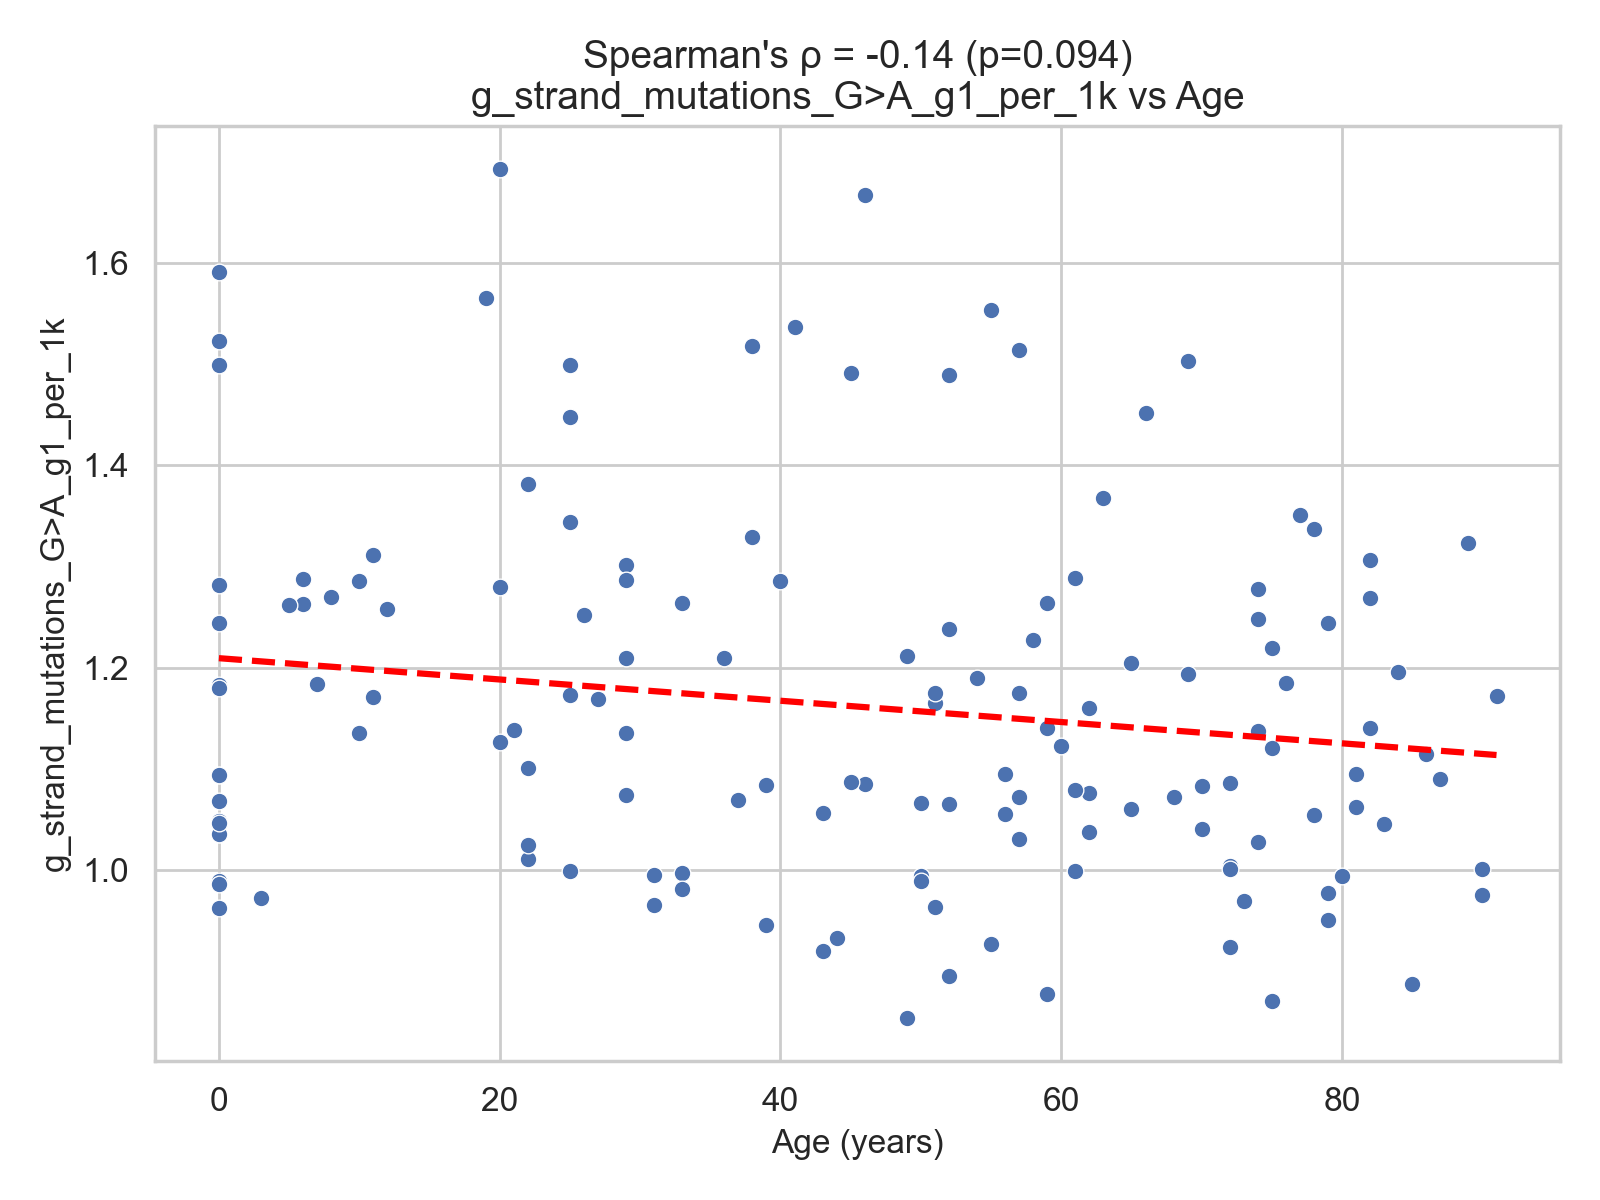 Spearman's ρ = -0.14 (p=0.094)
g_strand_mutations_G>A_g1_per_1k vs Age
g_strand_mutations_G>A_g1_per_1k
1.6
1.4
1.2
1.0
0
20
40
60
80
Age (years)